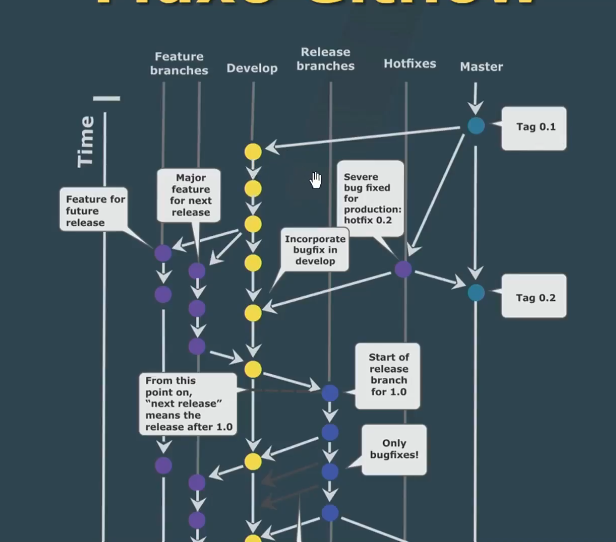 Feature
branches
Develop
Release
branches
Hotfixes
Master
Time
Tag 0.1
Major
feature
for next
release
Severe
bug fixed
for
production:
hotfix 0.2
Feature for
future
release
Incorporate
bugfix in
develop
Tag 0.2
Start of
release
branch
for 1.0
From this
point on,
“next release”
means the
release after 1.0
Only
bugfixes!